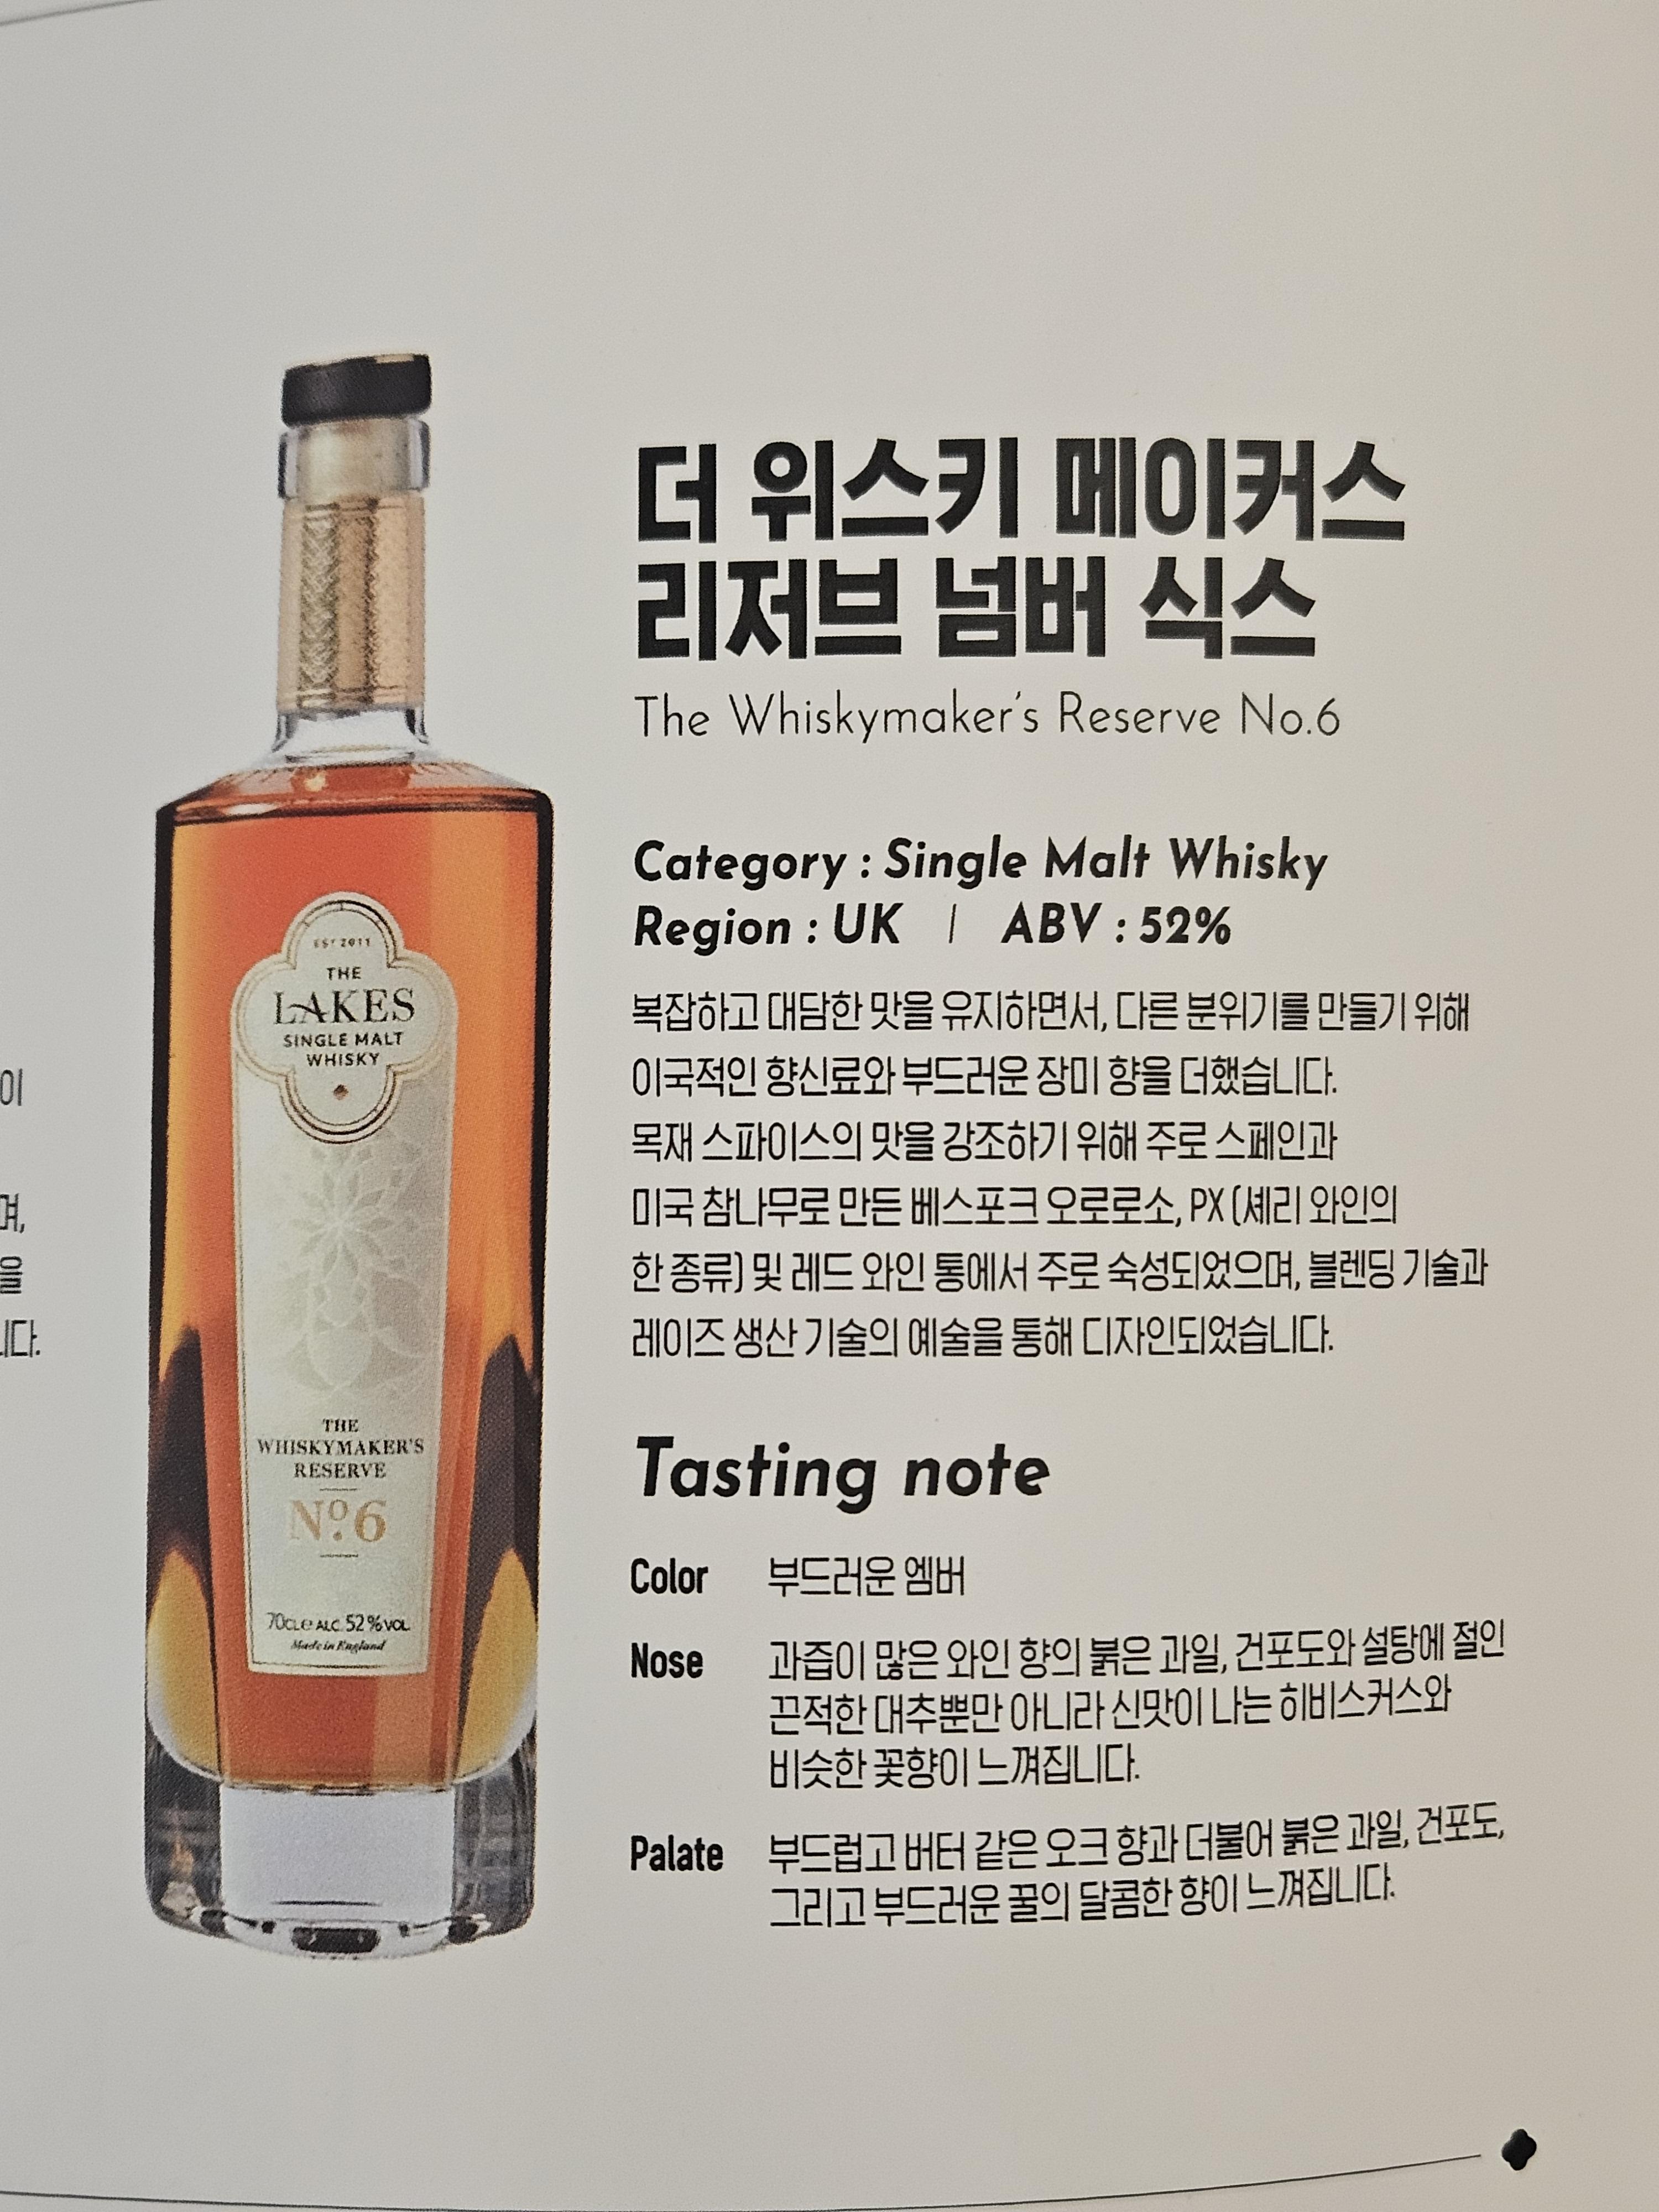 더 위스키 메이커스
리저브 넘버 식스
The Whiskymaker's Reserve No.6
Category : Single Malt Whisky
Region : UK | ABV : 52%
복잡하고 대담한 맛을 유지하면서, 다른 분위기를 만들기 위해
이국적인 향신료와 부드러운 장미 향을 더했습니다.
목재 스파이스의 맛을 강조하기 위해 주로 스페인과
미국 참나무로 만든 베스포크 오로로소, PX (셰리 와인의
한 종류) 및 레드 와인 통에서 주로 숙성되었으며, 블렌딩 기술과
레이즈 생산 기술의 예술을 통해 디자인되었습니다.
Tasting note
Color 부드러운 엠버
Nose 과즙이 많은 와인 향의 붉은 과일, 건포도와 설탕에 절인
끈적한 대추뿐만 아니라 신맛이 나는 히비스커스와
비슷한 꽃향이 느껴집니다.
Palate 부드럽고 버터 같은 오크 향과 더불어 붉은 과일, 건포도,
그리고 부드러운 꿀의 달콤한 향이 느껴집니다.
EST 2011
THE
LAKES
SINGLE MALT
WHISKY
THE
WHISKYMAKER'S
RESERVE
Nº6
70CL e ALC. 52% VOL
Made in England
이
며,
을
니다.